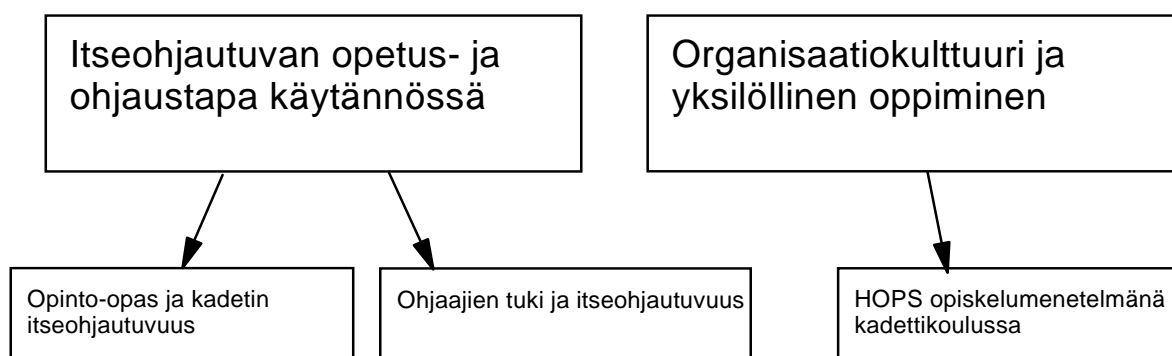 Itseohjautuvan opetus- ja
ohjaustapa käytännössä
Organisaatiokulttuuri ja
yksilöllinen oppiminen
Opinto-opas ja kadetin
itseohjautuvuus
Ohjaajien tuki ja itseohjautuvuus
HOPS opiskelumenetelmänä
kadettikoulussa